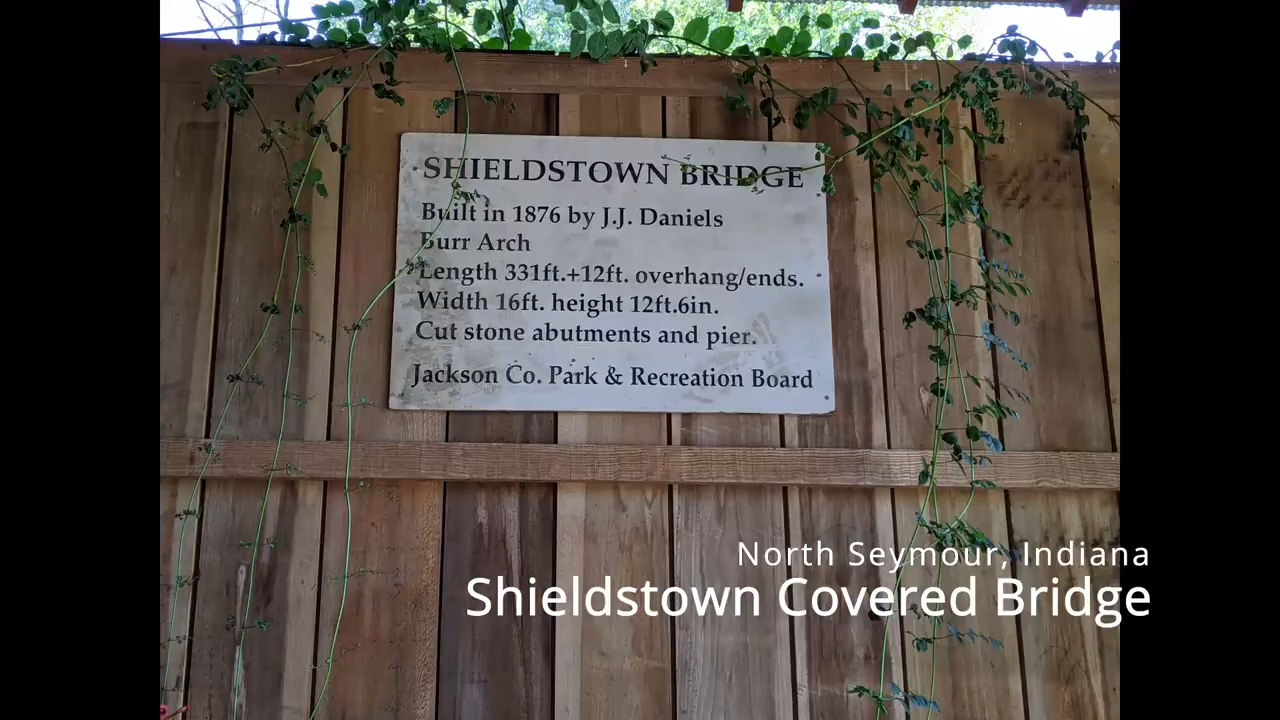 SHIELDSTOWN BRIDGE
Built in 1876 by J.J. Daniels
Burr Arch
Length 331ft.+12ft. overhang/ends.
Width 16ft. height 12ft.6in.
Cut stone abutments and pier.
Jackson Co. Park & Recreation Board
North Seymour, Indiana
Shieldstown Covered Bridge